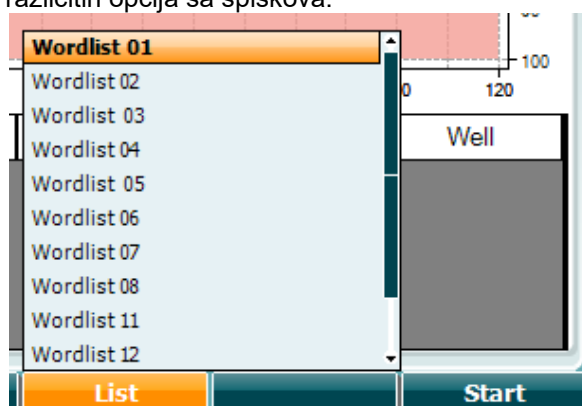 različitih opcija sa spiskova.
Wordlist 01
Wordlist 02
Wordlist 03
Wordlist 04
Wordlist 05
Wordlist 06
Wordlist 07
Wordlist 08
Wordlist 11
Wordlist 12
100
120
Well
List
Start